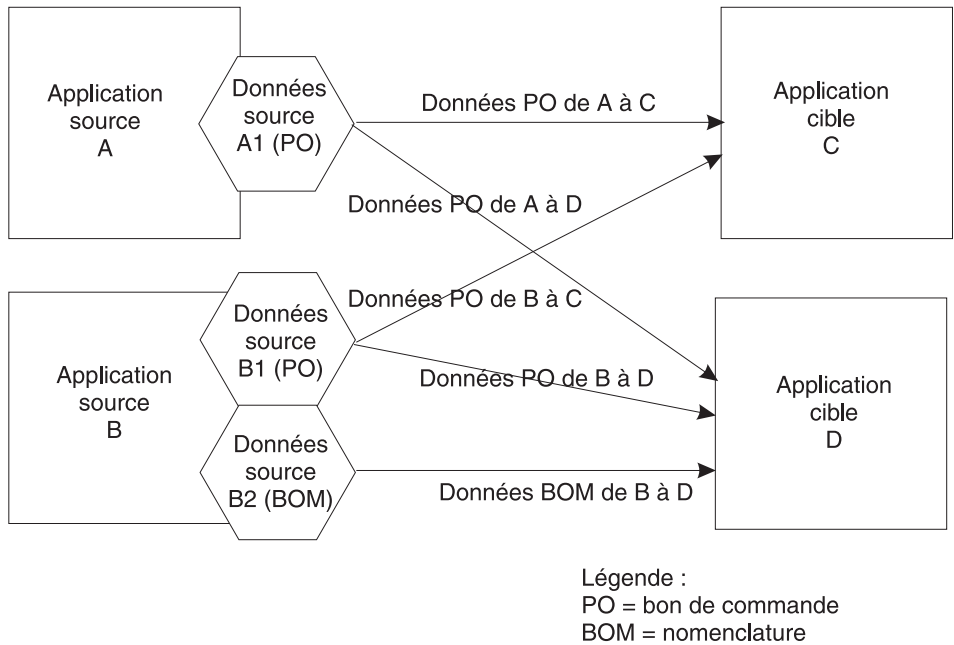 Application
source
A
Données
source
A1 (PO)
Données PO de A à C
Application
cible
C
Données PO de A à D
Données PO de B à C
Application
source
B
Données
source
B1 (PO)
Données PO de B à D
Application
cible
D
Données
source
B2 (BOM)
Données BOM de B à D
Légende :
PO = bon de commande
BOM = nomenclature